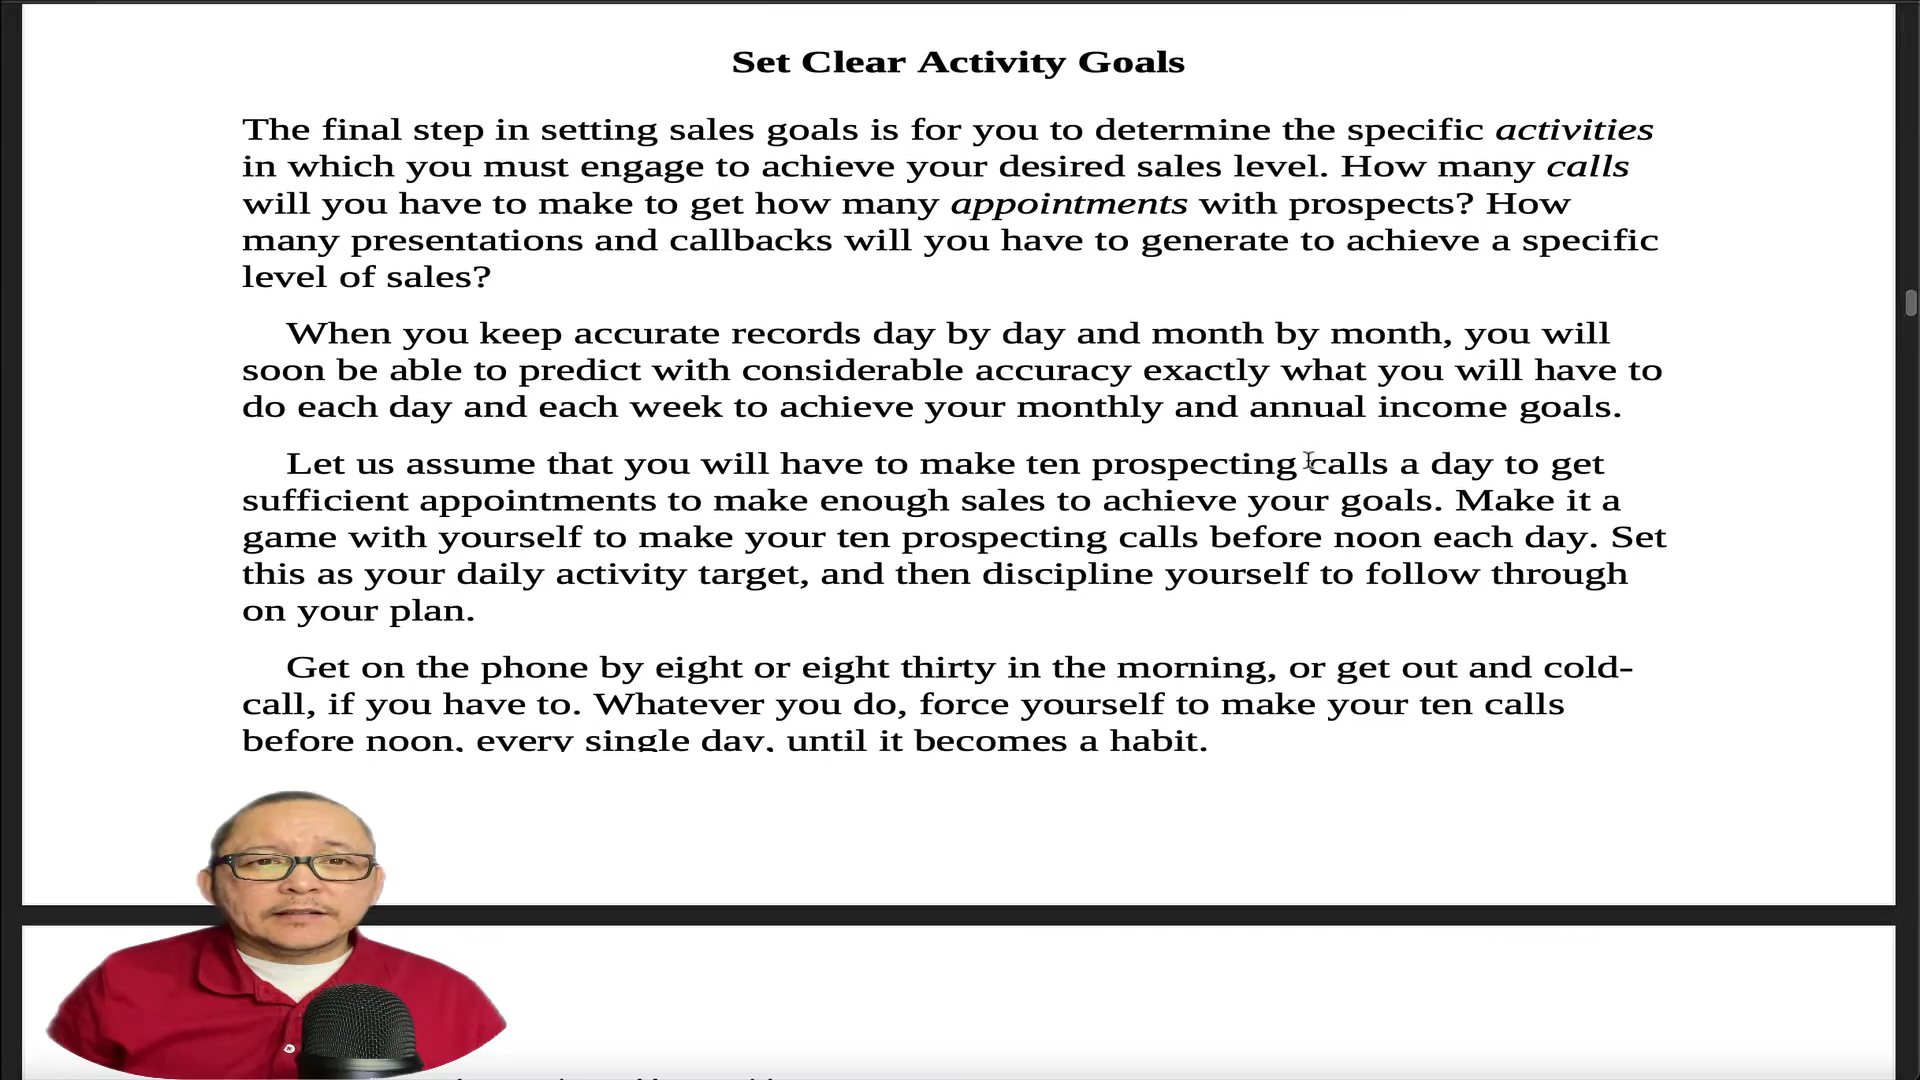 Set Clear Activity Goals
The final step in setting sales goals is for you to determine the specific activities
in which you must engage to achieve your desired sales level. How many calls
will you have to make to get how many appointments with prospects? How
many presentations and callbacks will you have to generate to achieve a specific
level of sales?
When you keep accurate records day by day and month by month, you will
soon be able to predict with considerable accuracy exactly what you will have to
do each day and each week to achieve your monthly and annual income goals.
Let us assume that you will have to make ten prospecting calls a day to get
sufficient appointments to make enough sales to achieve your goals. Make it a
game with yourself to make your ten prospecting calls before noon each day. Set
this as your daily activity target, and then discipline yourself to follow through
on your plan.
Get on the phone by eight or eight thirty in the morning, or get out and cold-
call, if you have to. Whatever you do, force yourself to make your ten calls
before noon, every single day, until it becomes a habit.